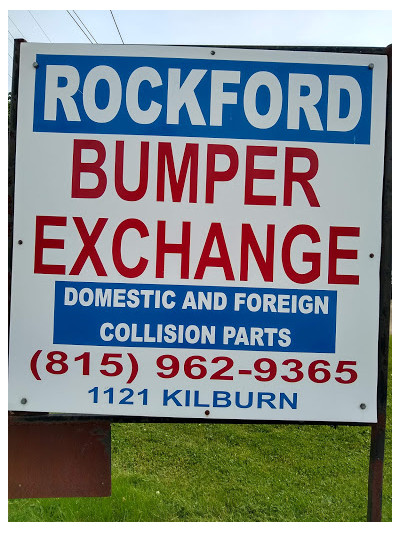 ROCKFORD
BUMPER
EXCHANGE
DOMESTIC AND FOREIGN
COLLISION PARTS
(815) 962-9365
1121 KILBURN